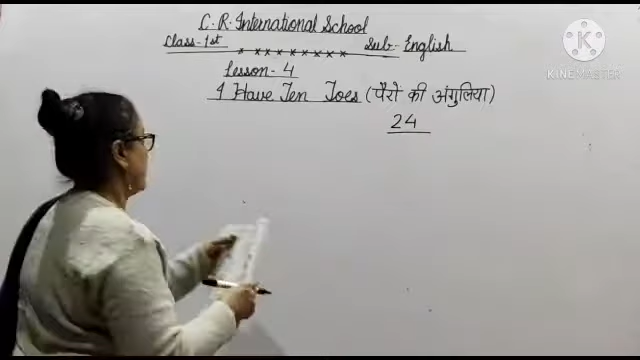 C. R. International School
Class-1st × × × × × × × × × Sub- English
Lesson- 4
I Have Ten Toes (पैरो की अंगुलिया)
24
KINEMASTER